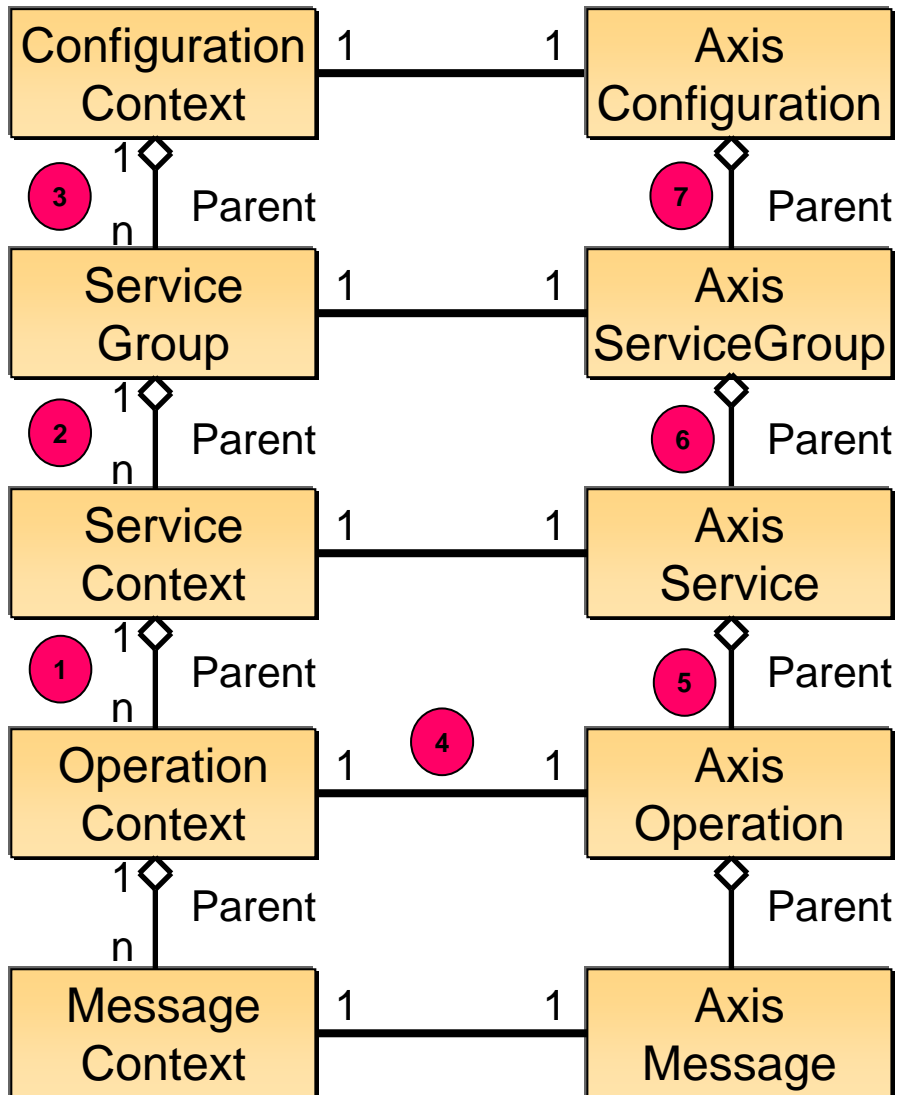 Configuration
Context
1
1
Axis
Configuration
1
3
Parent
n
7
Parent
Service
Group
1
1
Axis
ServiceGroup
1
2
Parent
n
6
Parent
Service
Context
1
1
Axis
Service
1
1
Parent
n
5
Parent
4
Operation
Context
1
1
Axis
Operation
1
Parent
n
Parent
Message
Context
1
1
Axis
Message